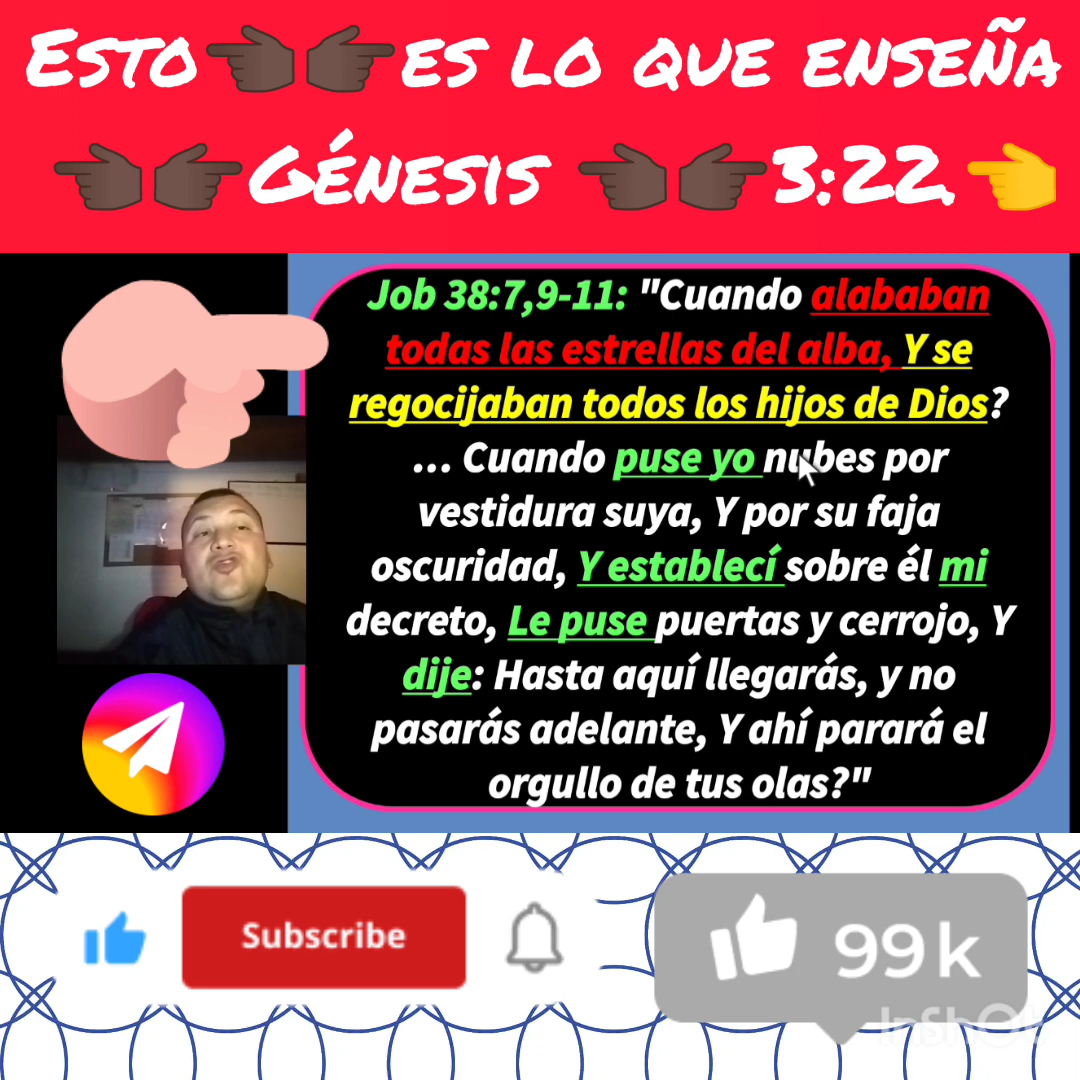 Esto es lo que enseña
Génesis 3:22.
Job 38:7,9-11: "Cuando alababan
todas las estrellas del alba, Y se
regocijaban todos los hijos de Dios?
... Cuando puse yo nubes por
vestidura suya, Y por su faja
oscuridad, Y establecí sobre él mi
decreto, Le puse puertas y cerrojo, Y
dije: Hasta aquí llegarás, y no
pasarás adelante, Y ahí parará el
orgullo de tus olas?"
Subscribe
99k
InShOt